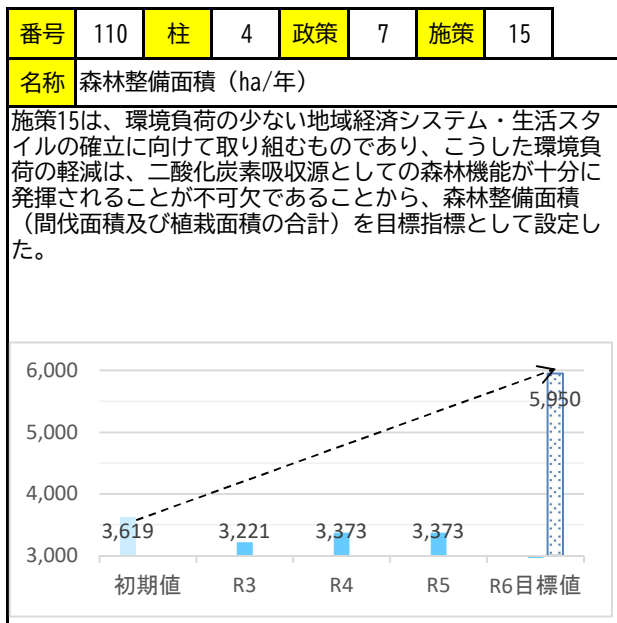 番号 110 柱 4 政策 7 施策 15
名称 森林整備面積（ha/年）
施策15は、環境負荷の少ない地域経済システム・生活スタ
イルの確立に向けて取り組むものであり、こうした環境負
荷の軽減は、二酸化炭素吸収源としての森林機能が十分に
発揮されることが不可欠であることから、森林整備面積
（間伐面積及び植栽面積の合計）を目標指標として設定し
た。
6,000
5,950
5,000
4,000
3,619 3,221 3,373 3,373
3,000
初期値 R3 R4 R5 R6目標値